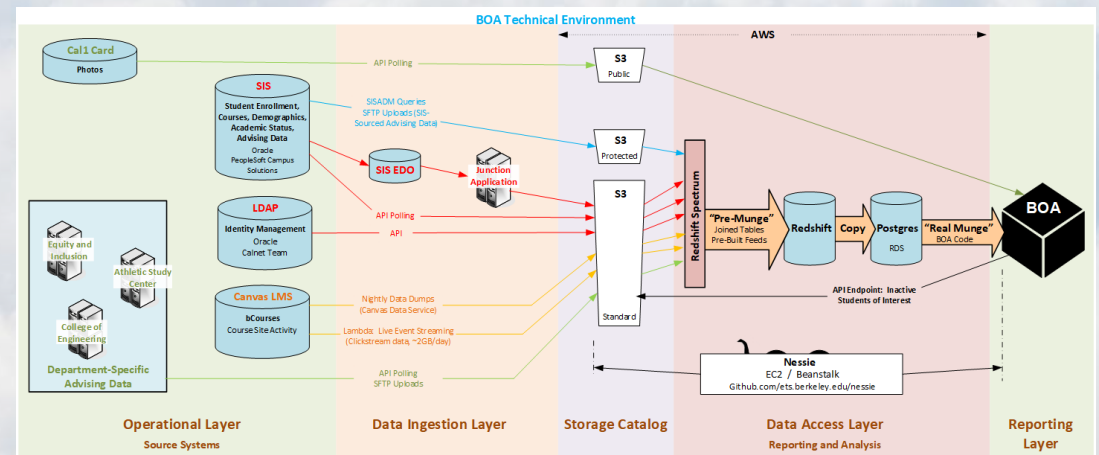 BOA Technical Environment
AWS
Cal1 Card
Photos
API Polling
S3
Public
SIS
Student Enrollment,
Courses, Demographics,
Academic Status,
Advising Data
Oracle
PeopleSoft Campus
Solutions
SISADM Queries
SFTP Uploads (SIS-
Sourced Advising Data)
S3
Protected
SIS EDO
Junction
Application
S3
Standard
API Polling
API
LDAP
Identity Management
Oracle
Calnet Team
Redshift Spectrum
"Pre-Munge"
Joined Tables
Pre-Built Feeds
Redshift
Copy
Postgres
RDS
"Real Munge"
BOA Code
BOA
Equity and
Inclusion
Athletic Study
Center
College of
Engineering
Department-Specific
Advising Data
Canvas LMS
bCourses
Course Site Activity
Nightly Data Dumps
(Canvas Data Service)
Lambda: Live Event Streaming
(Clickstream data, ~2GB/day)
API Polling
SFTP Uploads
API Endpoint: Inactive
Students of Interest
Nessie
EC2 / Beanstalk
Github.com/ets.berkeley.edu/nessie
Operational Layer
Source Systems
Data Ingestion Layer
Storage Catalog
Data Access Layer
Reporting and Analysis
Reporting
Layer